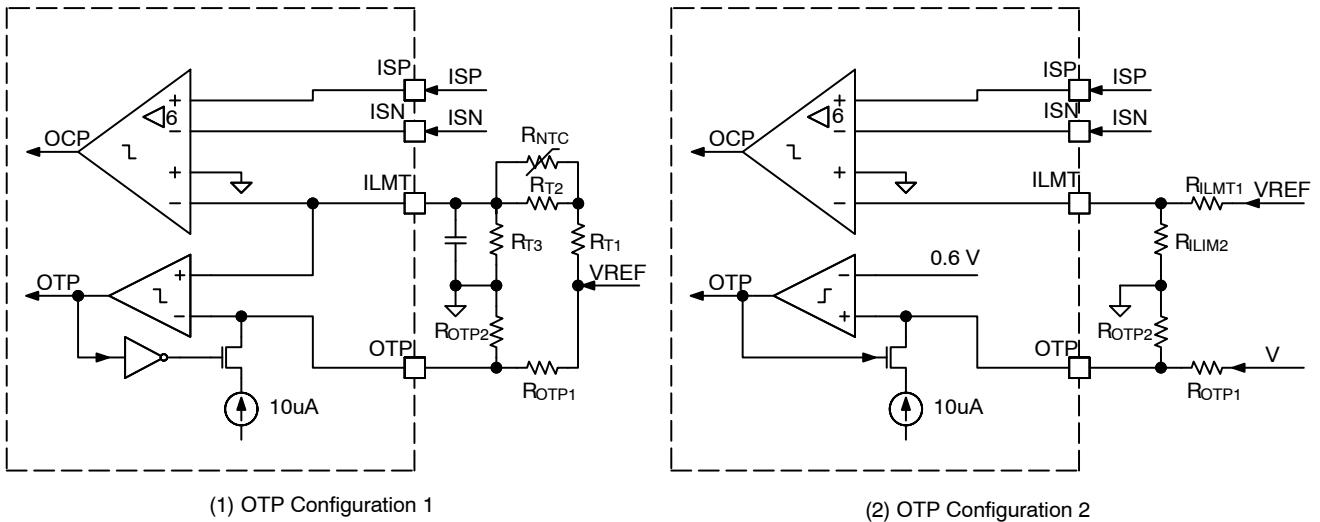 ISP
ISP
+
6
ISN
ISN
−
OCP
+
RNTC
ILMT
RT2
−
RT3
RT1
+
VREF
OTP
−
ROTP2
OTP
ROTP1
10uA
(1) OTP Configuration 1
ISP
ISP
+
6
ISN
ISN
−
OCP
+
ILMT
RILMT1
VREF
−
RILIM2
0.6 V
−
OTP
+
ROTP2
OTP
V
ROTP1
10uA
(2) OTP Configuration 2